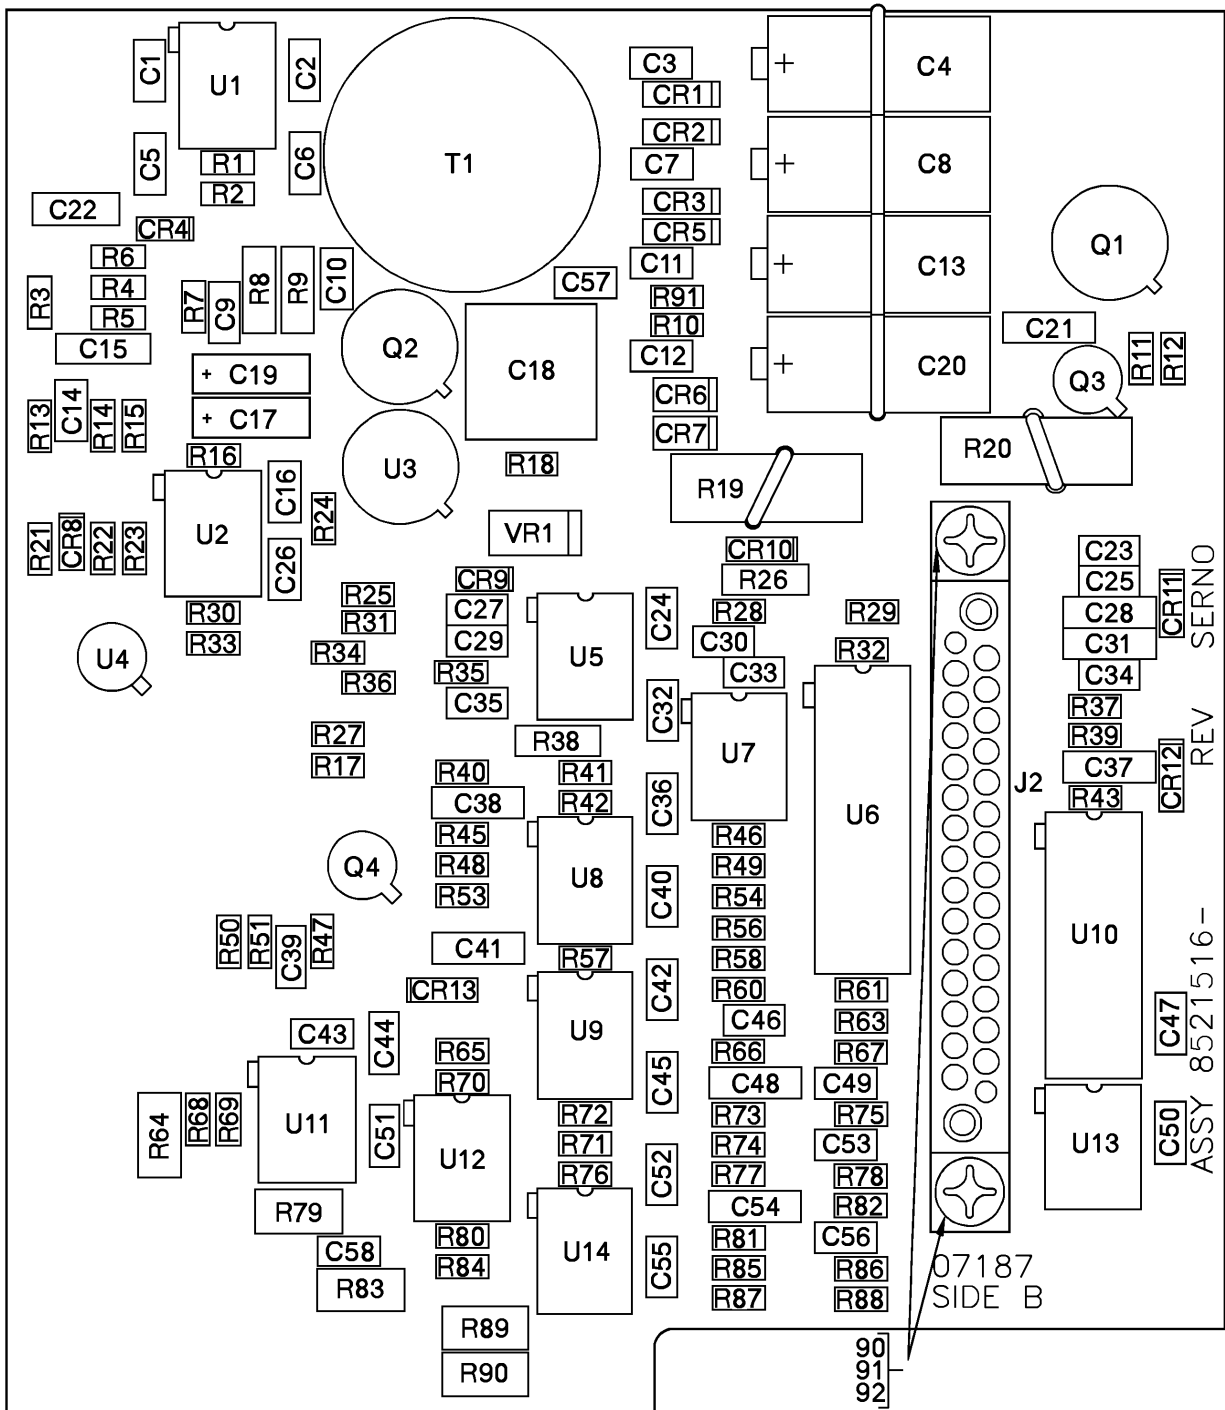 C1
U1
C2
C3
CR1
C4
C5
R1
R2
C6
T1
CR2
C7
C8
C22
CR4
CR3
CR5
Q1
R6
R4
R5
R3
R7
C9
R8
R9
C10
C57
C11
R91
R10
C13
C15
C19
C17
Q2
C18
C12
C20
C21
Q3
R11
R12
R13
C14
R14
R15
CR6
CR7
R16
U3
R18
R19
R20
U2
C16
R24
C26
R21
CR8
R22
R23
VR1
CR10
R26
C23
C25
C28
C31
C34
CR11
SERNO
R30
R33
U4
R25
R31
R34
R36
CR9
C27
C29
R35
C35
U5
C24
R28
C30
C33
R29
R32
R27
R17
R38
C32
U7
U6
J2
R37
R39
C37
R43
CR12
REV
R40
C38
R45
R48
R53
R41
R42
U8
C36
C40
R46
R49
R54
R56
R58
R60
Q4
R50
R51
C39
R47
C41
R57
CR13
U9
C42
U10
C47
C43
C44
R65
R70
C45
C46
R66
C48
R61
R63
R67
C49
R64
R68
R69
U11
C51
U12
R72
R71
R76
C52
R73
R74
R77
C54
R75
C53
R78
R82
U13
C50
ASSY 8521516-
R79
C58
R83
R80
R84
U14
C55
R81
R85
R87
C56
R86
R88
07187
SIDE B
R89
R90
90
91
92